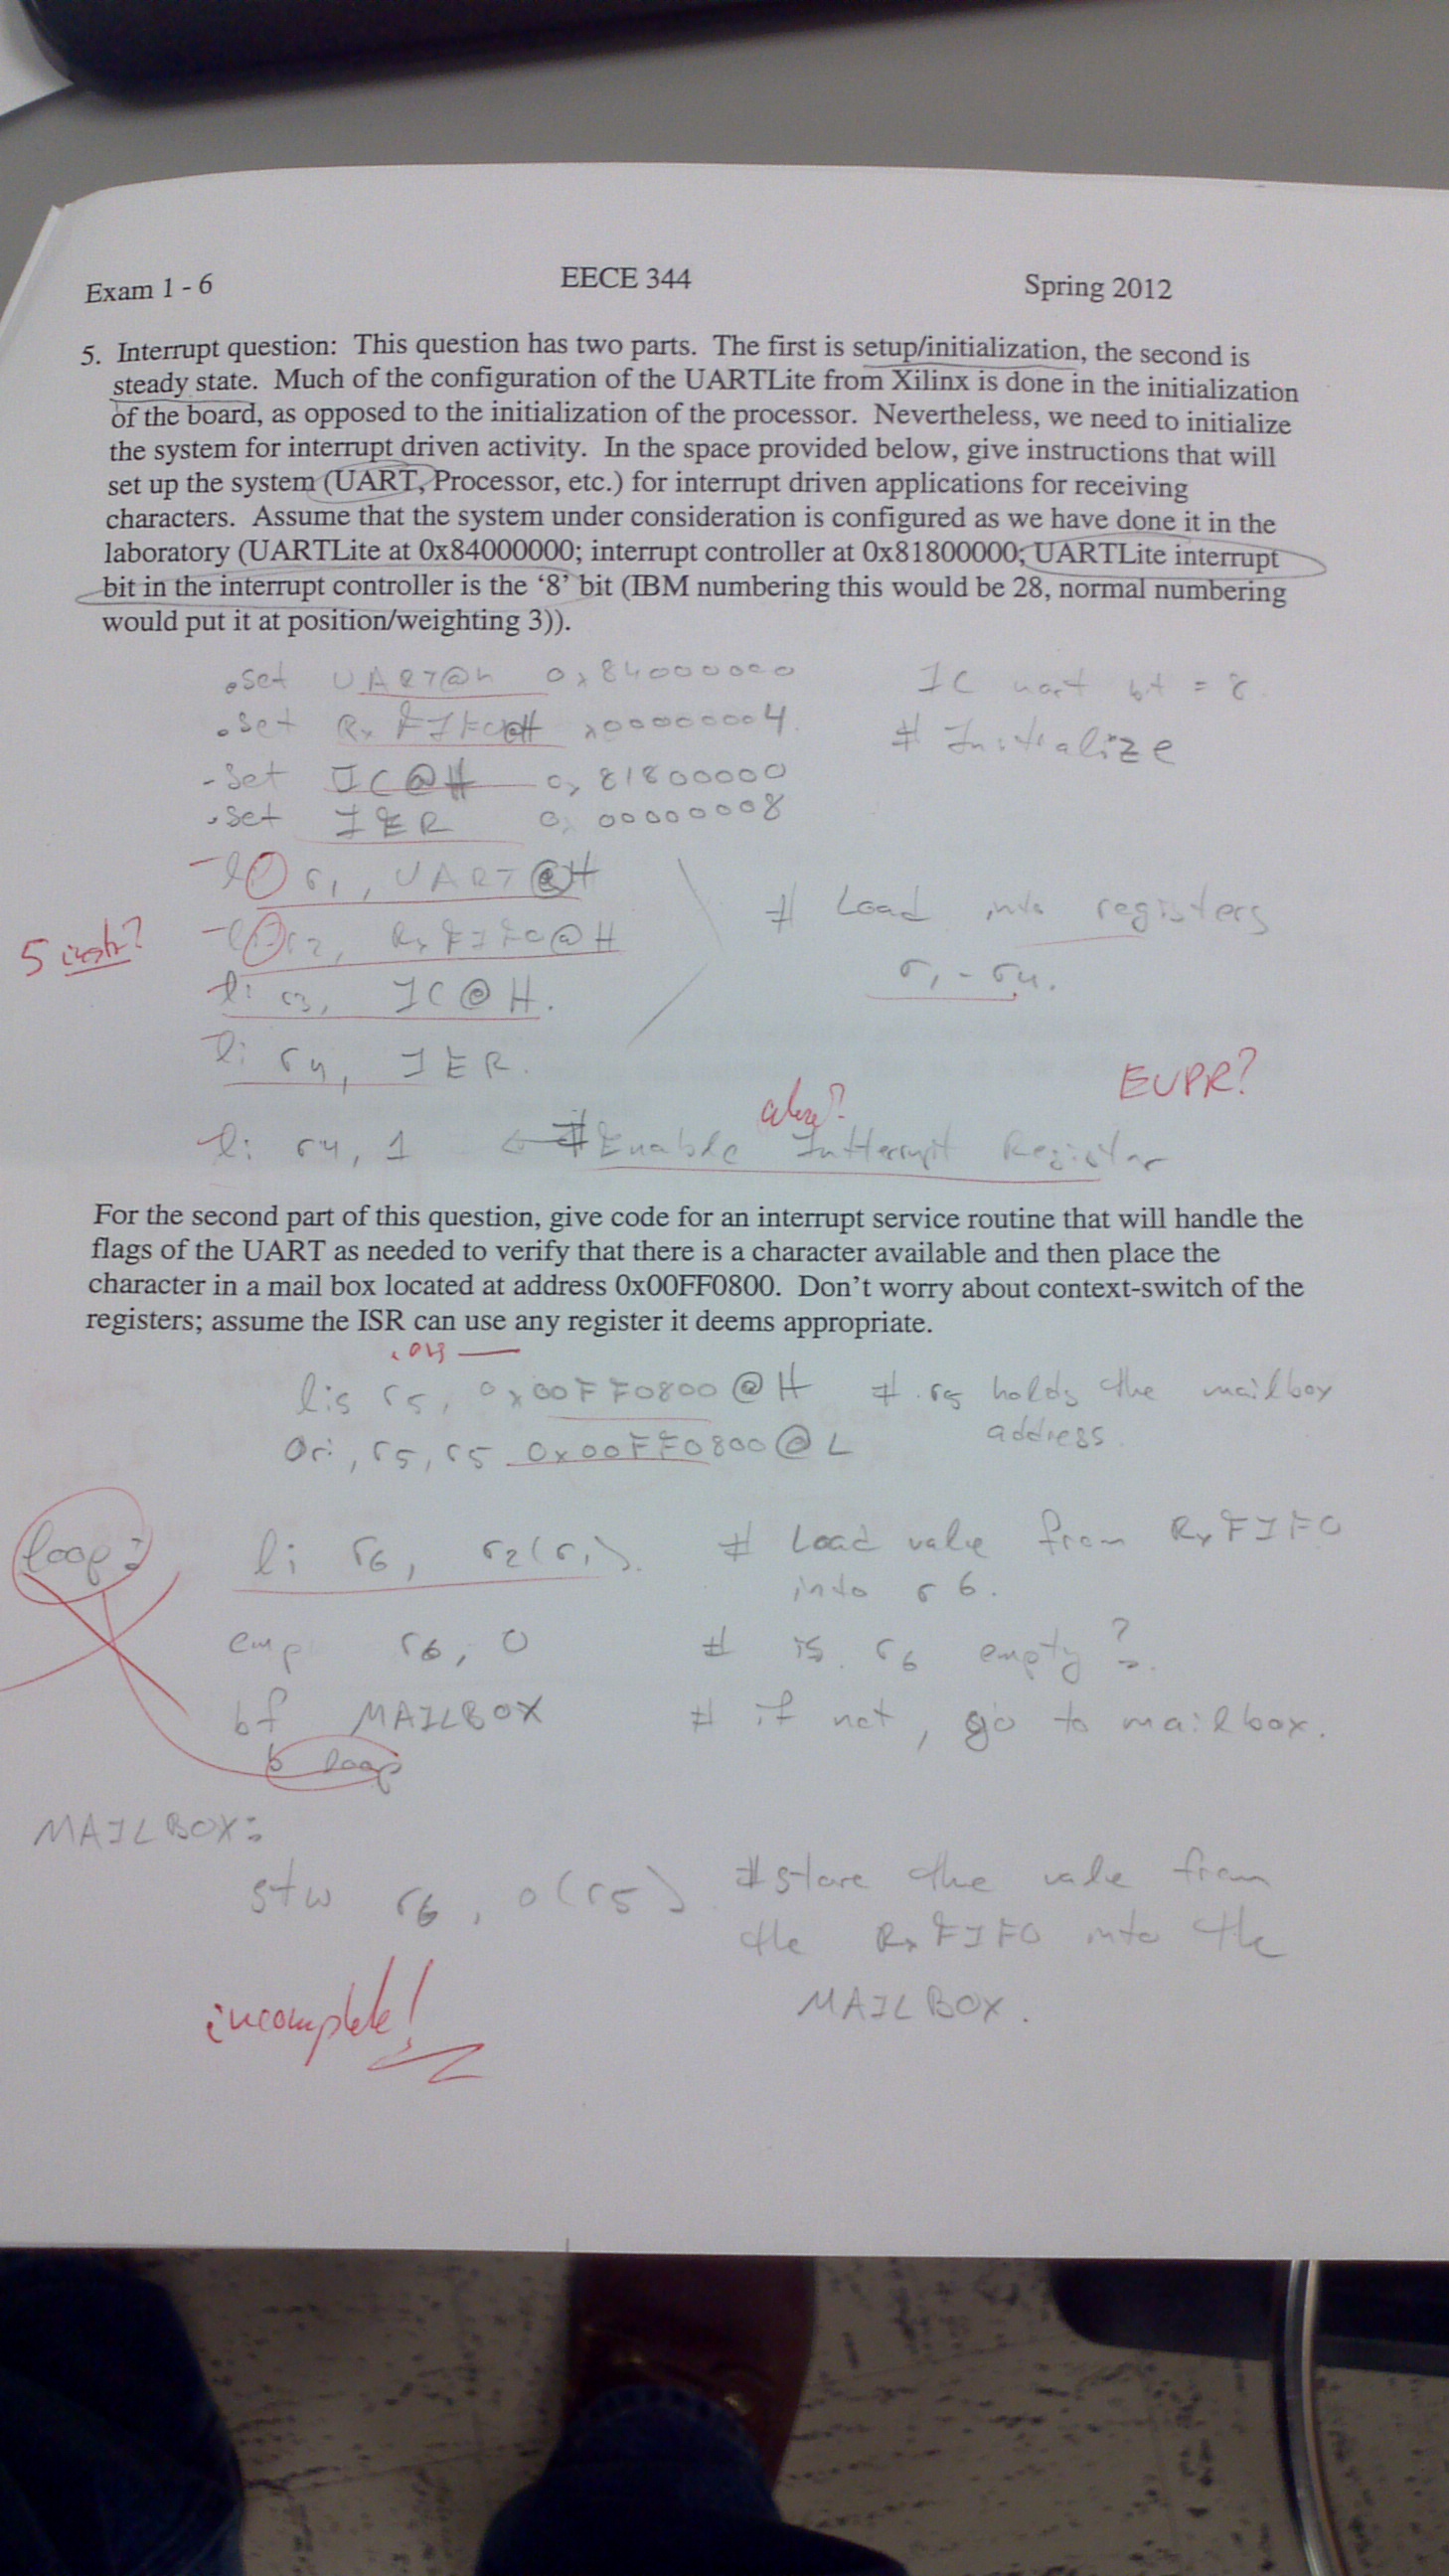 Exam 1 - 6 EECE 344 Spring 2012
5. Interrupt question: This question has two parts. The first is setup/initialization, the second is
steady state. Much of the configuration of the UARTLite from Xilinx is done in the initialization
of the board, as opposed to the initialization of the processor. Nevertheless, we need to initialize
the system for interrupt driven activity. In the space provided below, give instructions that will
set up the system (UART, Processor, etc.) for interrupt driven applications for receiving
characters. Assume that the system under consideration is configured as we have done it in the
laboratory (UARTLite at 0x84000000; interrupt controller at 0x81800000; UARTLite interrupt
bit in the interrupt controller is the ‘8’ bit (IBM numbering this would be 28, normal numbering
would put it at position/weighting 3)).
.set UART@h 0x84000000 IC uart bit = 8.
.set RxFIFO@H x00000004. # Initialize
.set IC@H 0x81800000
.set IER 0x00000008
r1, UART@H
# Load into registers
5 instr? r2, RxFIFO@H
r1 - r4.
li r3, IC@H.
li r4, IER.
EUPR?
li r4, 1 # Enable Intterrupt Register
For the second part of this question, give code for an interrupt service routine that will handle the
flags of the UART as needed to verify that there is a character available and then place the
character in a mail box located at address 0x00FF0800. Don’t worry about context-switch of the
registers; assume the ISR can use any register it deems appropriate.
.org
lis r5, 0x00FF0800@H # r5 holds the mailbox
address.
ori, r5, r5 0x00FF0800@L
loop: li r6, r2(r1). # Load value from RxFIFO
into r6.
cmp r6, 0 # is r6 empty?
bf MAILBOX # if not, go to mailbox.
b loop
MAILBOX:
stw r6, 0(r5) # store the value from
the RxFIFO into the
MAILBOX.
incomplete!